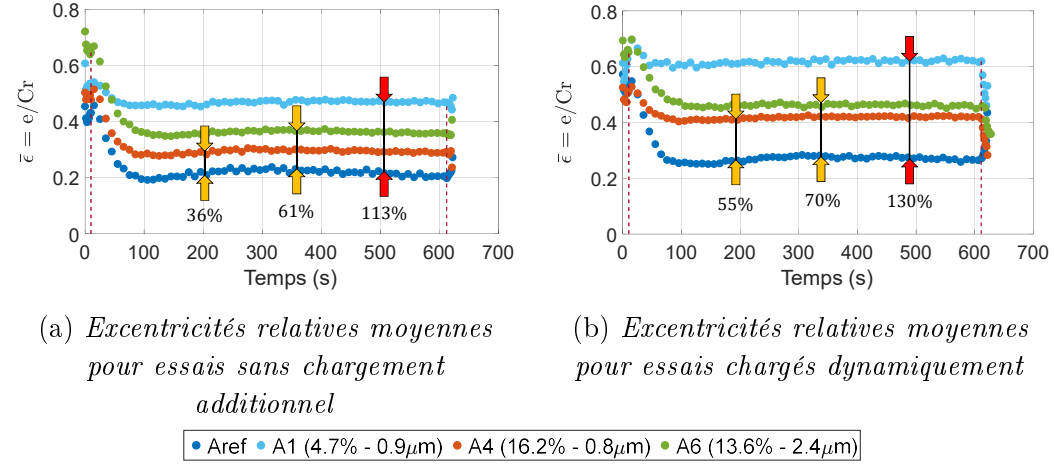 0.8
0.6
0.4
0.2
0
ϵ̄ = e/Cr
36%
61%
113%
0 100 200 300 400 500 600 700
Temps (s)
0.8
0.6
0.4
0.2
0
ϵ̄ = e/Cr
55%
70%
130%
0 100 200 300 400 500 600 700
Temps (s)
(a) Excentricités relatives moyennes
pour essais sans chargement
additionnel
(b) Excentricités relatives moyennes
pour essais chargés dynamiquement
Aref A1 (4.7% - 0.9μm) A4 (16.2% - 0.8μm) A6 (13.6% - 2.4μm)